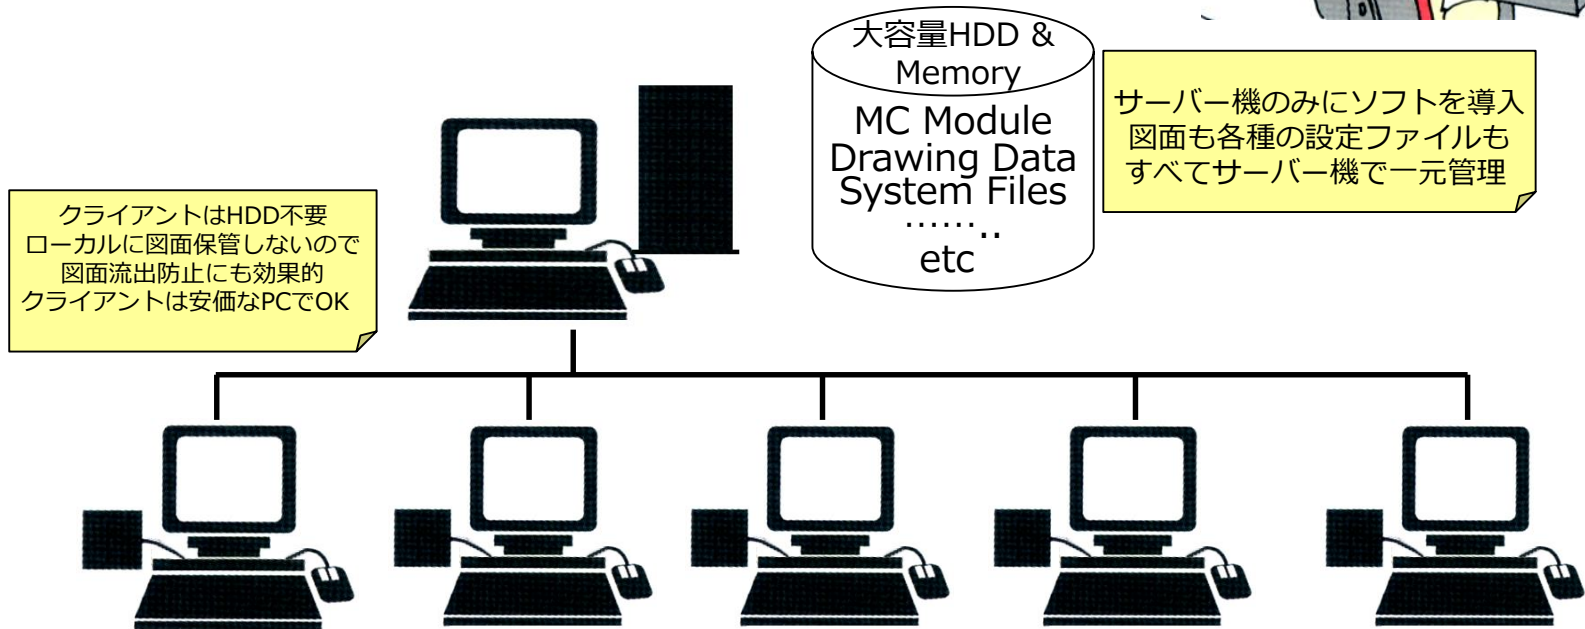 大容量HDD &
Memory
MC Module
Drawing Data
System Files
……..
etc
サーバー機のみにソフトを導入
図面も各種の設定ファイルも
すべてサーバー機で一元管理
クライアントはHDD不要
ローカルに図面保管しないので
図面流出防止にも効果的
クライアントは安価なPCでOK